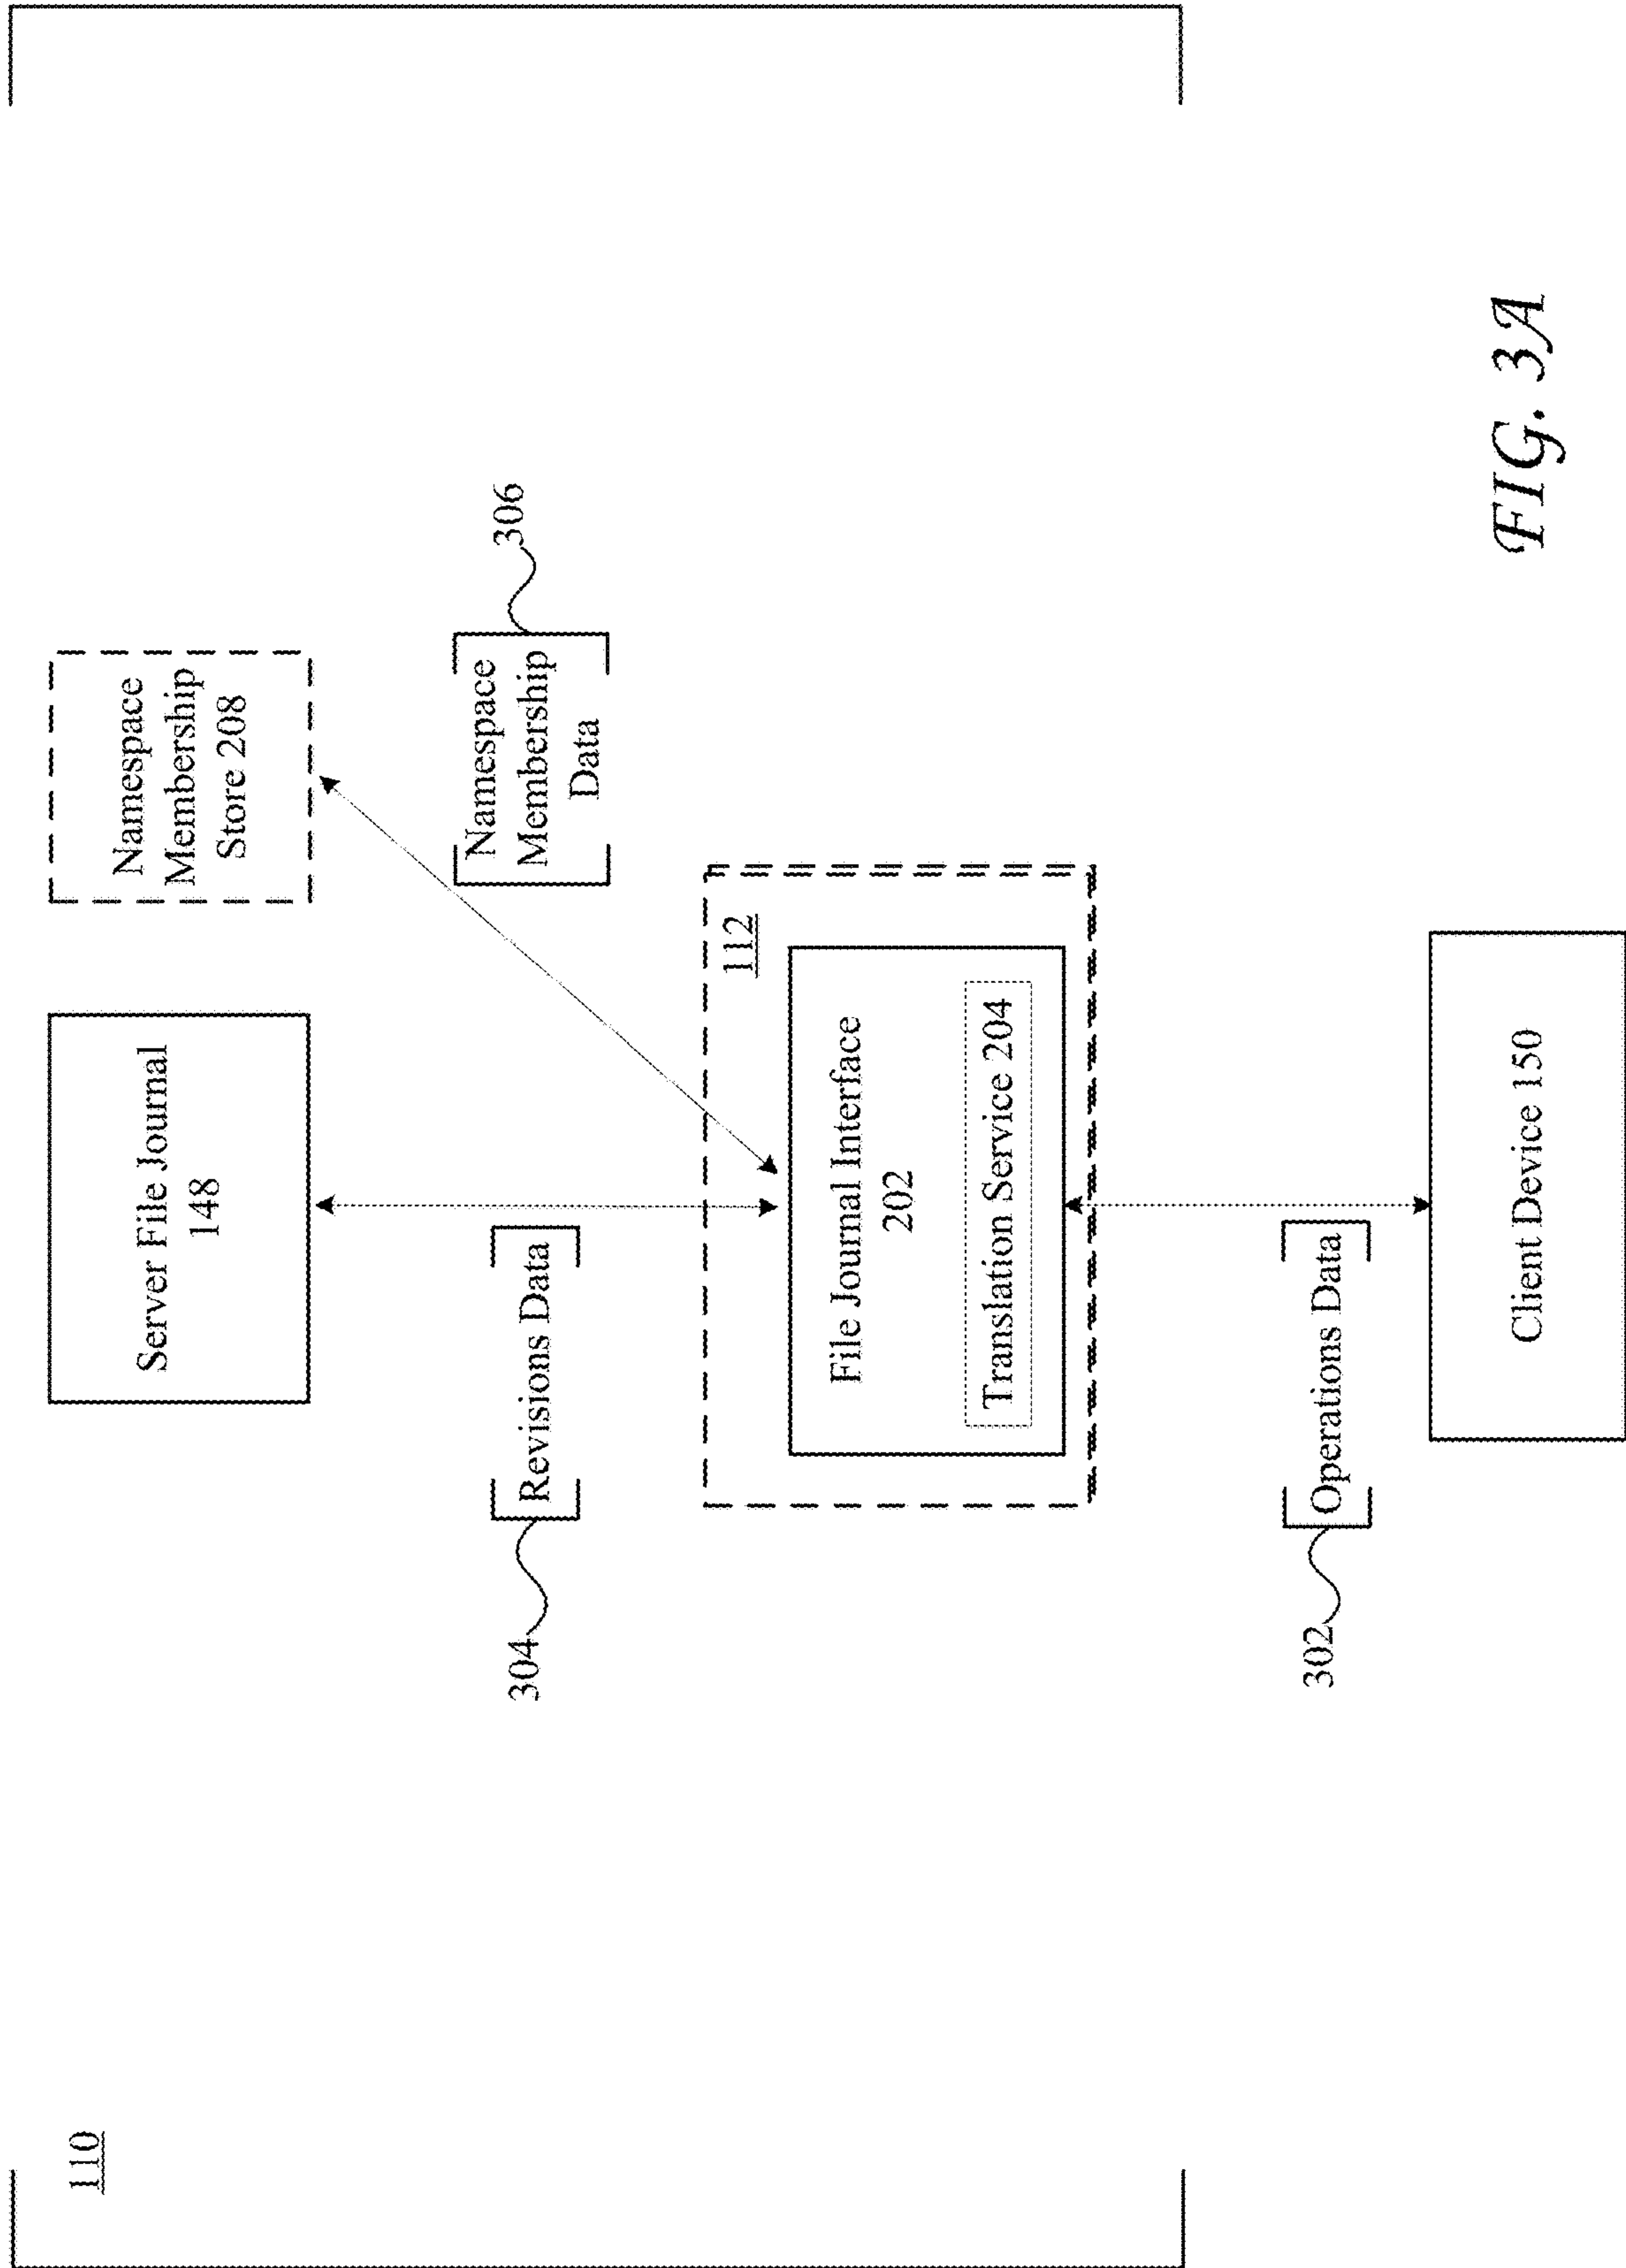 110
Server File Journal
148
Namespace
Membership
Store 208
304
Revisions Data
Namespace
Membership
Data
306
112
File Journal Interface
202
Translation Service 204
302
Operations Data
Client Device 150
FIG. 3A